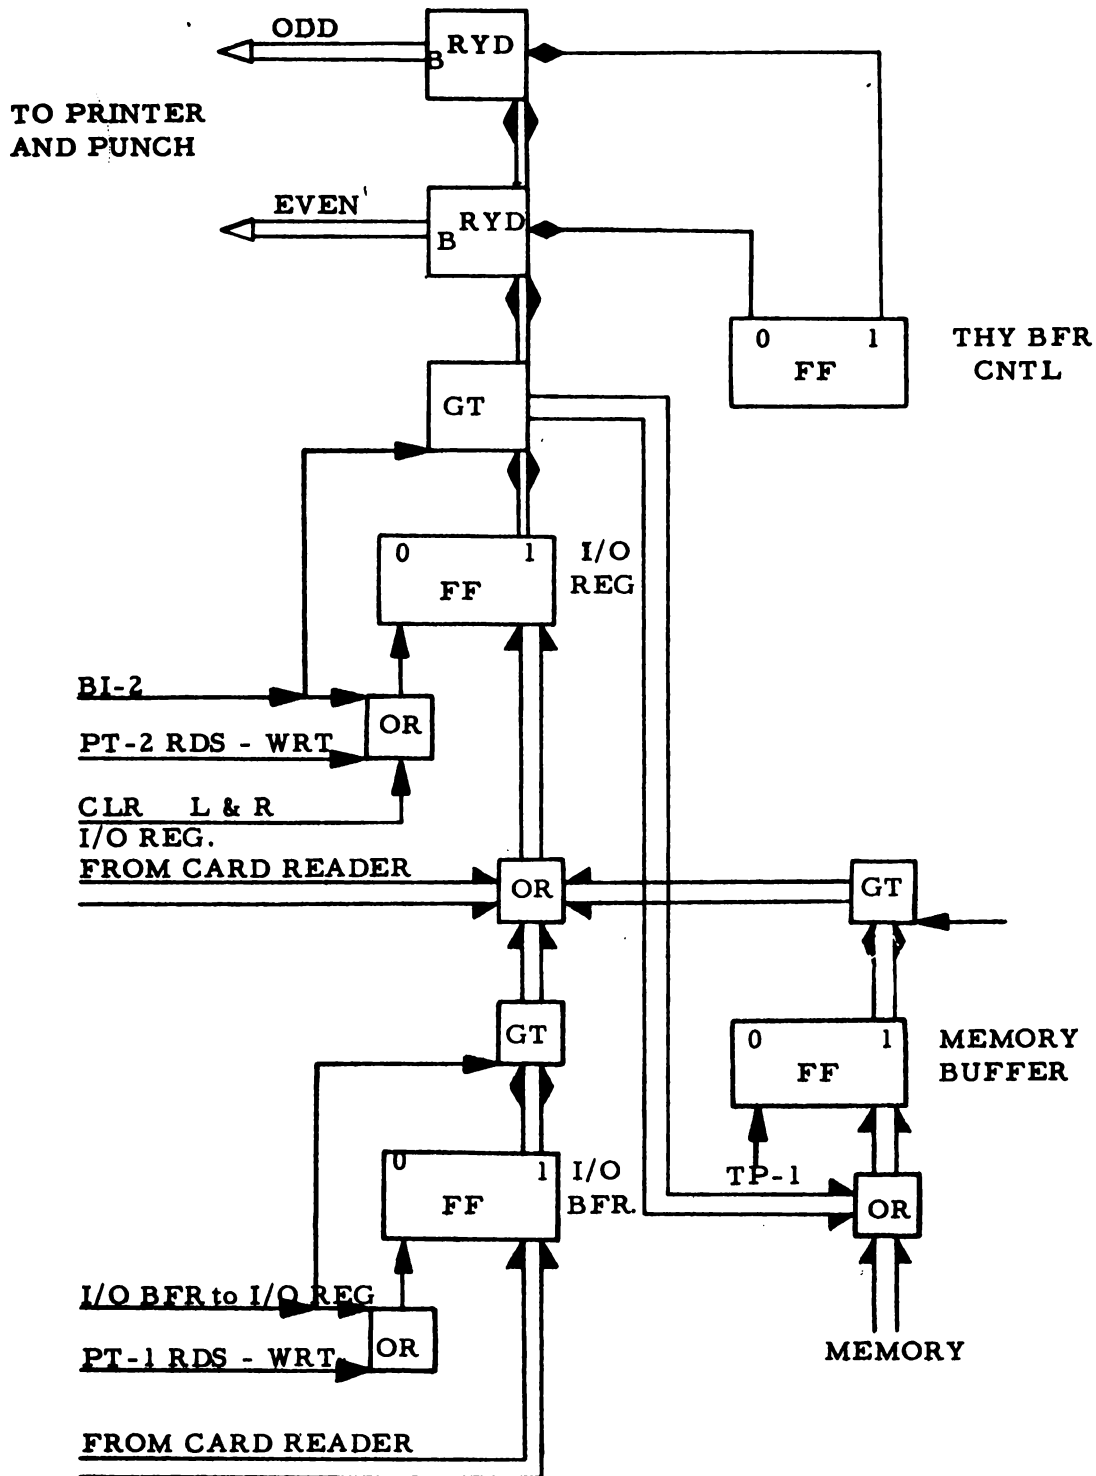 ODD
RYD
B
TO PRINTER
AND PUNCH
EVEN
RYD
B
0 1
FF
THY BFR
CNTL
GT
0 1
FF
I/O
REG
BI-2
OR
PT-2 RDS - WRT
CLR L & R
I/O REG.
FROM CARD READER
OR
GT
GT
0 1
FF
MEMORY
BUFFER
TP-1
0 1
FF
I/O
BFR.
OR
I/O BFR to I/O REG
OR
PT-1 RDS - WRT
MEMORY
FROM CARD READER